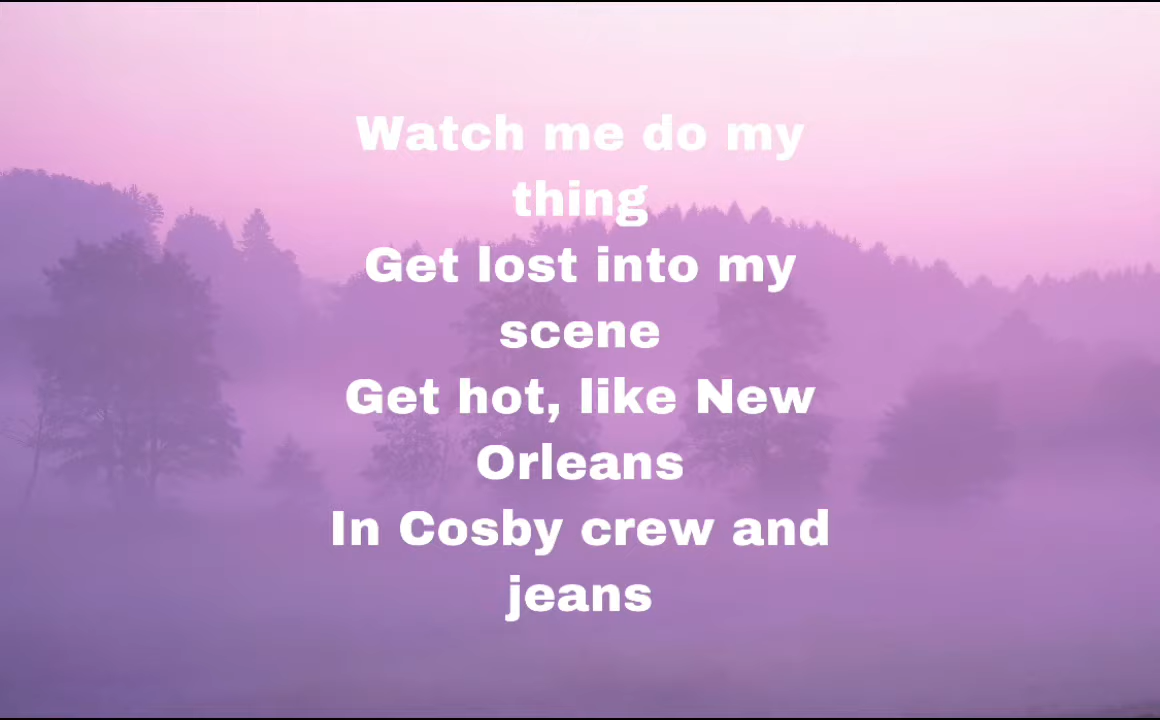 Watch me do my
thing
Get lost into my
scene
Get hot, like New
Orleans
In Cosby crew and
jeans